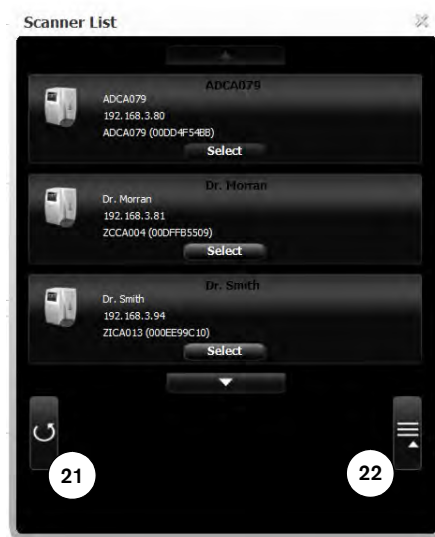 Scanner List
ADCA079
ADCA079
192.168.3.80
ADCA079 (00DD4F54BB)
Select
Dr. Morran
Dr. Morran
192.168.3.81
ZCCA004 (00DFFB5509)
Select
Dr. Smith
Dr. Smith
192.168.3.94
ZICA013 (000EE99C10)
Select
21
22